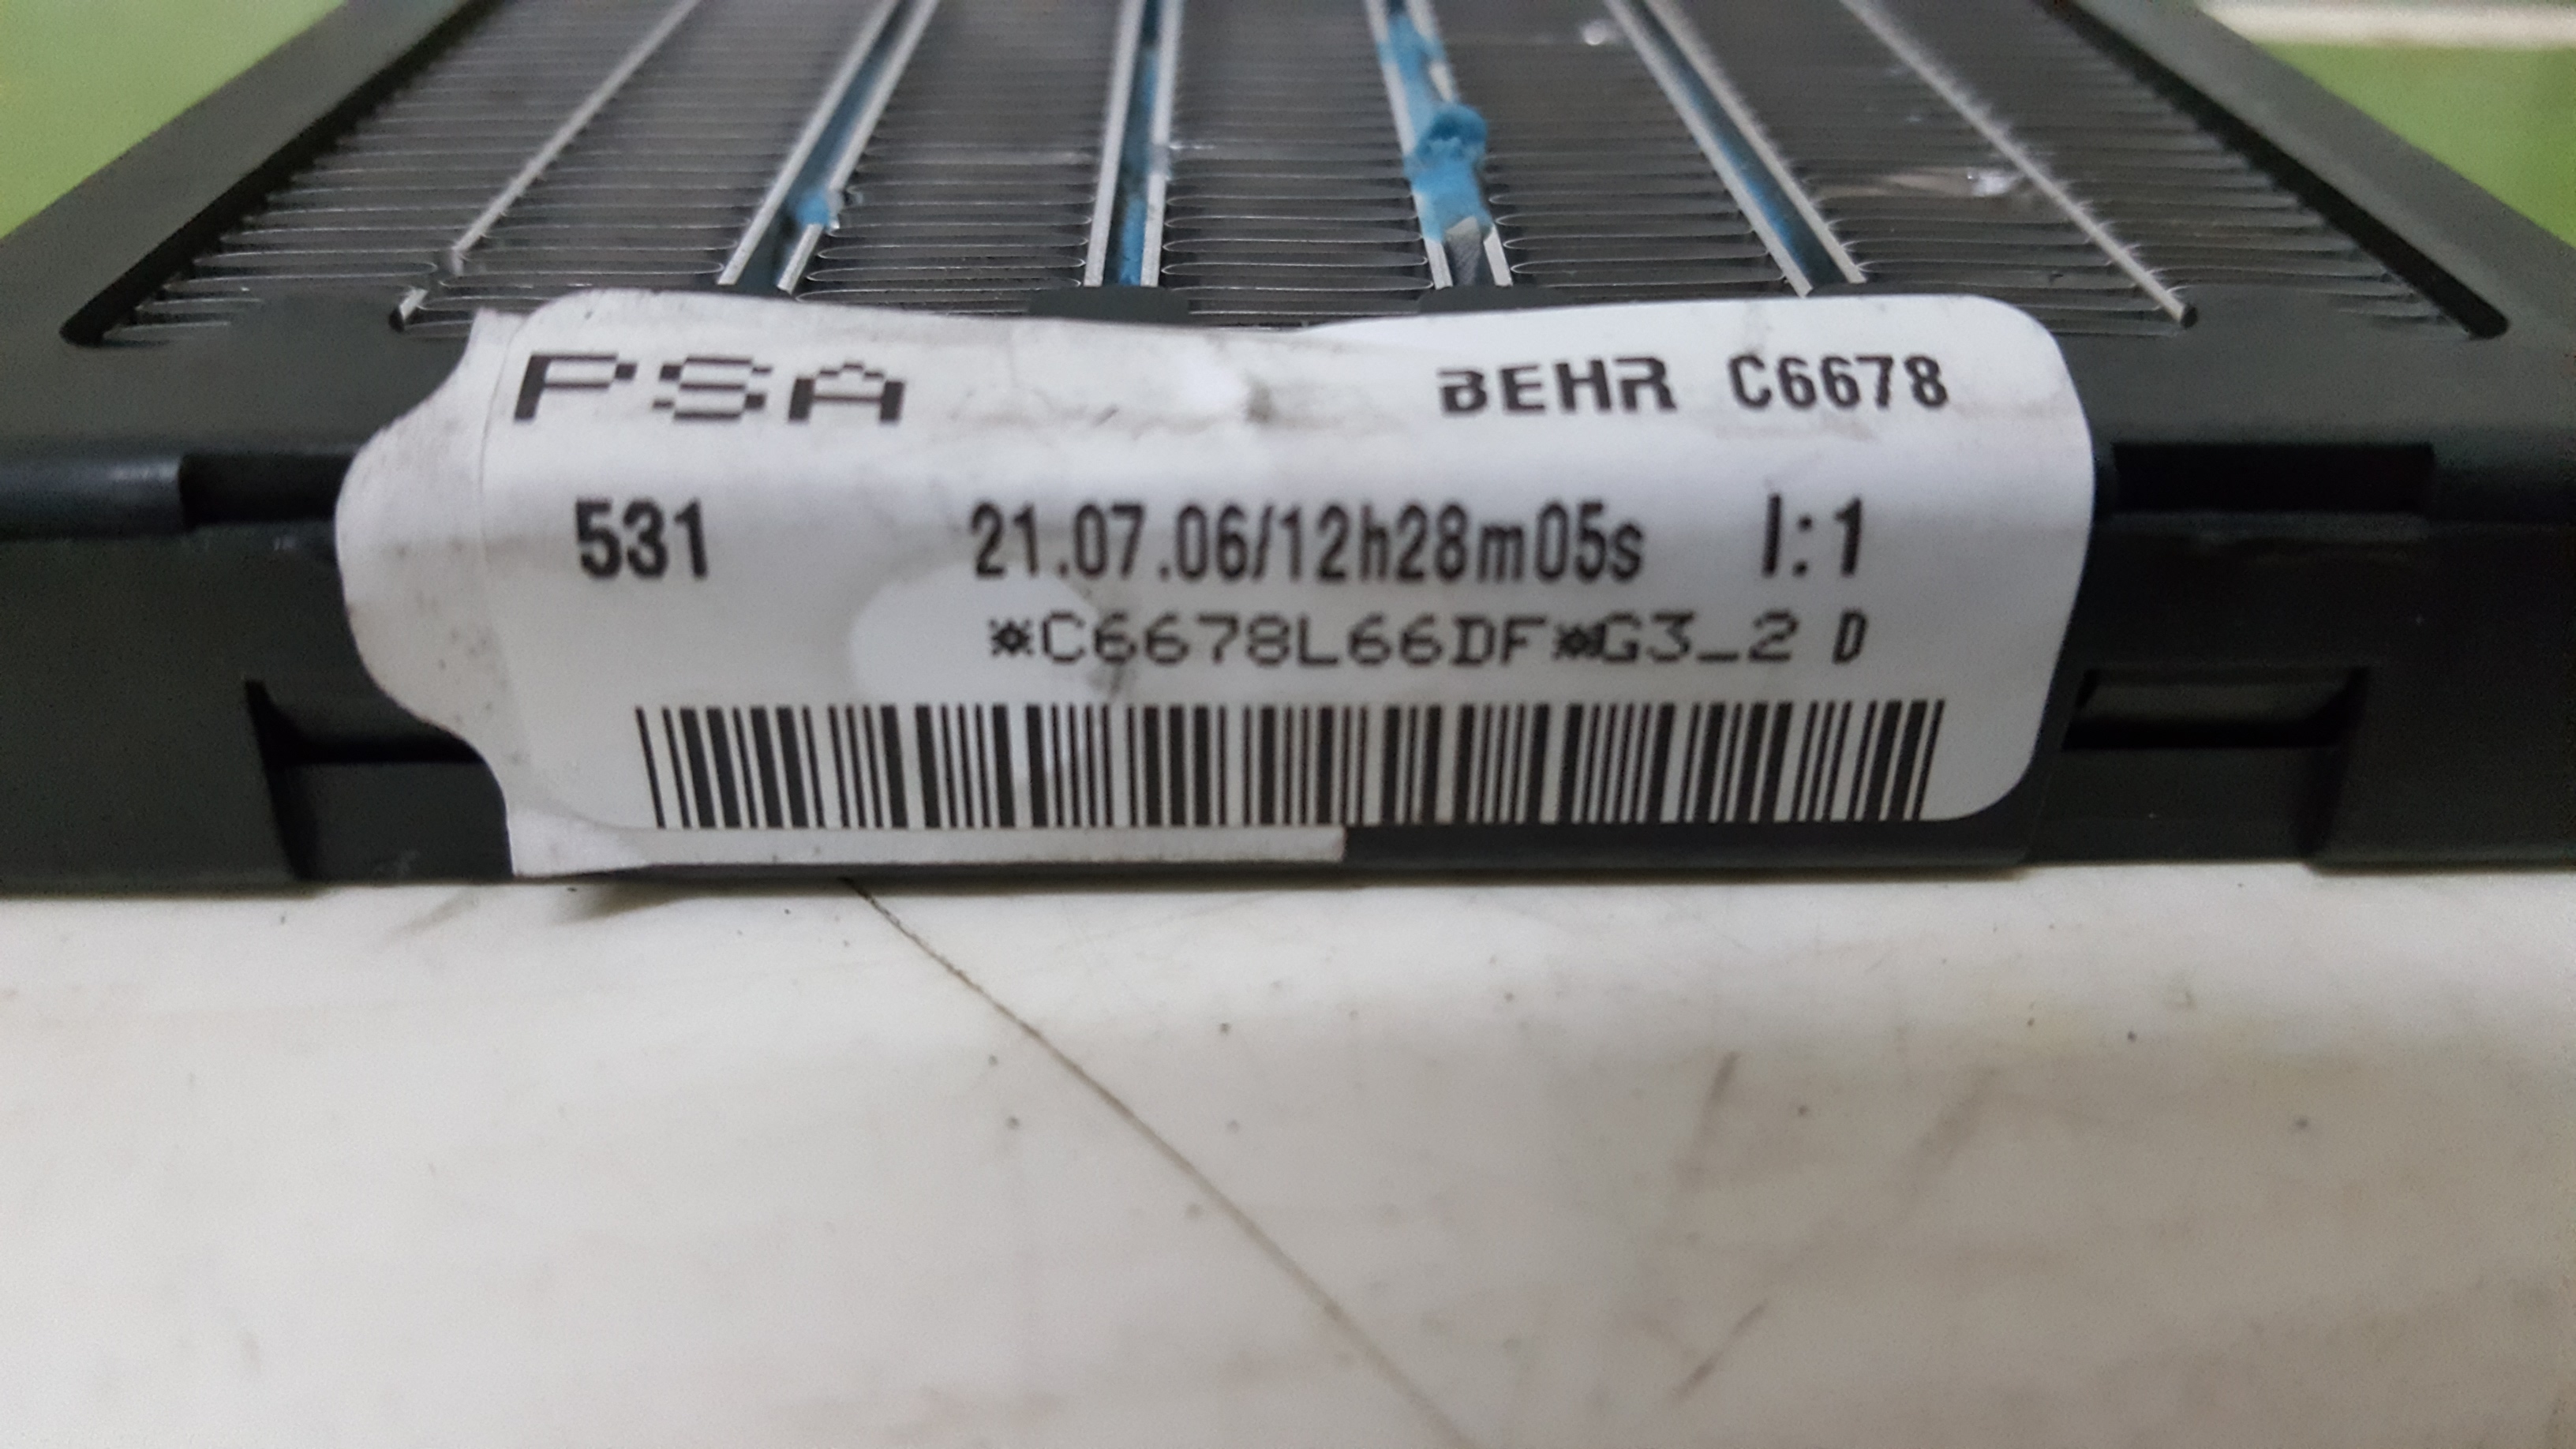 PSA BEHR C6678
531 21.07.06/12h28m05s I:1
*C6678L66DF*G3_2 D